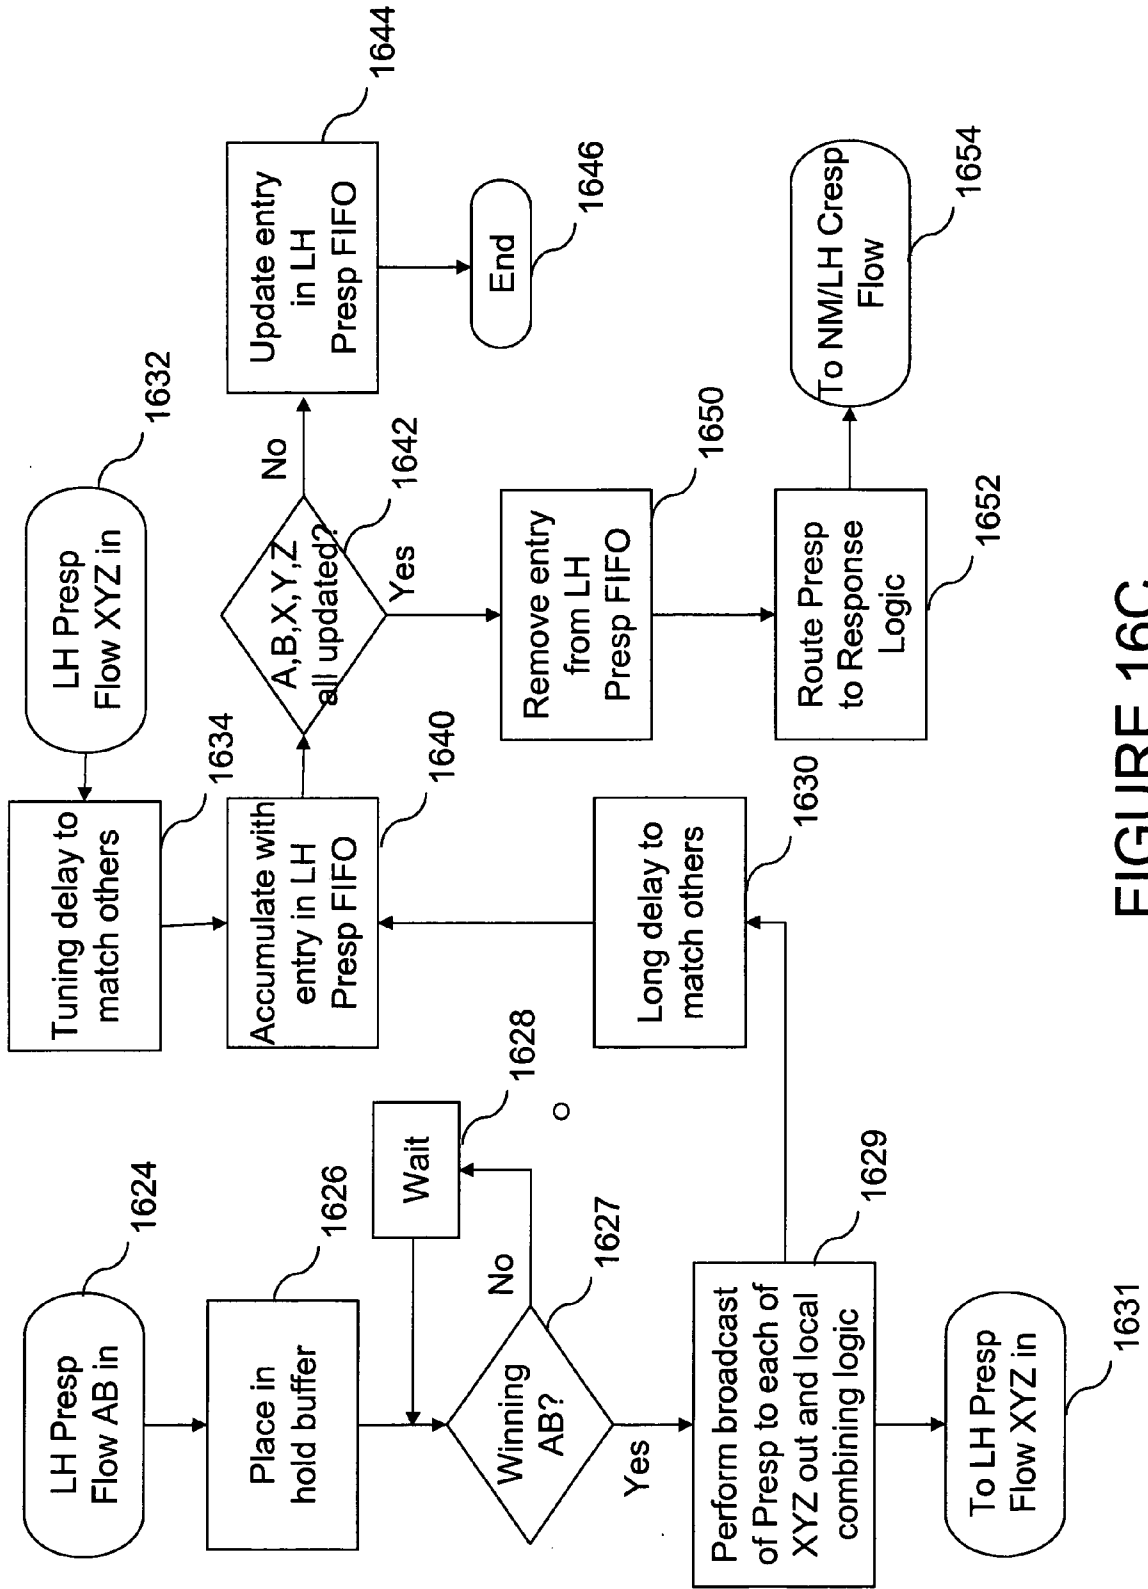 LH Presp
Flow AB in
1624
Place in
hold buffer
1626
Wait
1628
Winning
AB?
1627
No
Yes
Perform broadcast
of Presp to each of
XYZ out and local
combining logic
1629
To LH Presp
Flow XYZ in
1631
Long delay to
match others
1630
LH Presp
Flow XYZ in
1632
Tuning delay to
match others
1634
Accumulate with
entry in LH
Presp FIFO
1640
A,B,X,Y,Z
all updated?
1642
No
Yes
Update entry
in LH
Presp FIFO
1644
End
1646
Remove entry
from LH
Presp FIFO
1650
Route Presp
to Response
Logic
1652
To NM/LH Cresp
Flow
1654
FIGURE 16C